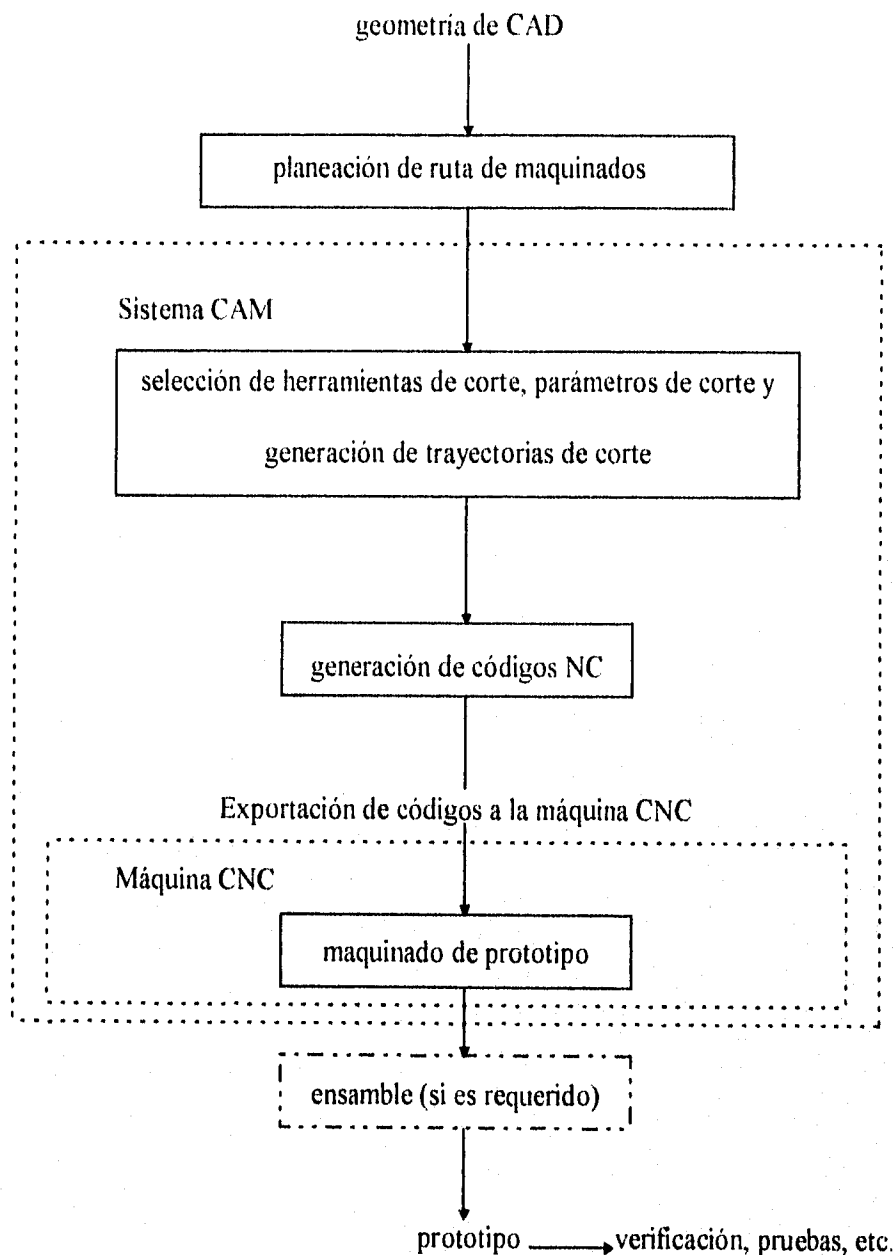 geometría de CAD
planeación de ruta de maquinados
Sistema CAM
selección de herramientas de corte, parámetros de corte y
generación de trayectorias de corte
generación de códigos NC
Exportación de códigos a la máquina CNC
Máquina CNC
maquinado de prototipo
ensamble (si es requerido)
prototipo verificación, pruebas, etc.